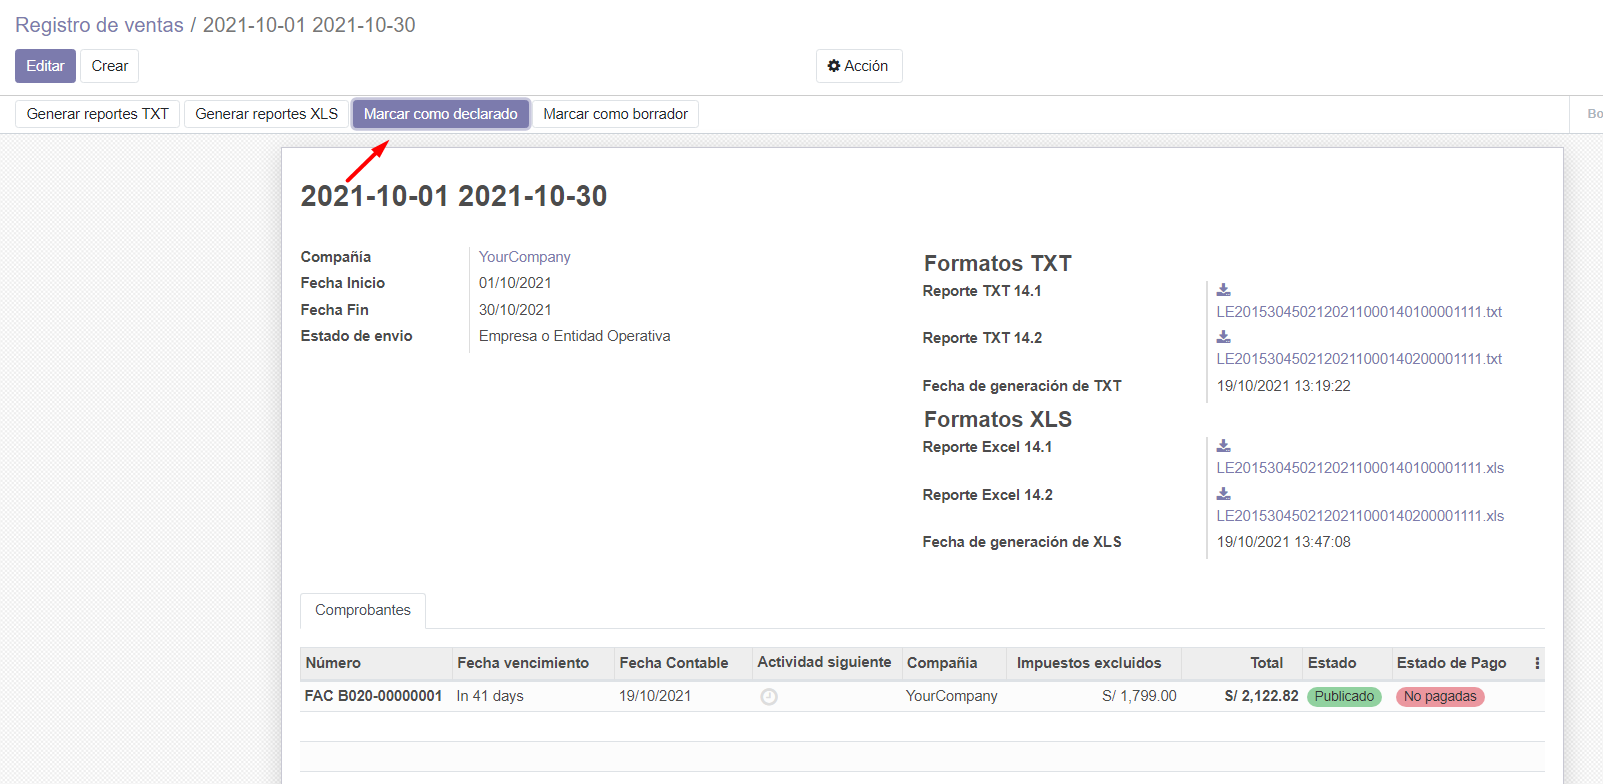 Registro de ventas / 2021-10-01 2021-10-30
Editar Crear Acción
Generar reportes TXT Generar reportes XLS Marcar como declarado Marcar como borrador Bo
2021-10-01 2021-10-30
Compañía YourCompany
Fecha Inicio 01/10/2021
Fecha Fin 30/10/2021
Estado de envio Empresa o Entidad Operativa
Formatos TXT
Reporte TXT 14.1
LE2015304502120211000140100001111.txt
Reporte TXT 14.2
LE2015304502120211000140200001111.txt
Fecha de generación de TXT 19/10/2021 13:19:22
Formatos XLS
Reporte Excel 14.1
LE2015304502120211000140100001111.xls
Reporte Excel 14.2
LE2015304502120211000140200001111.xls
Fecha de generación de XLS 19/10/2021 13:47:08
Comprobantes
Número Fecha vencimiento Fecha Contable Actividad siguiente Compañia Impuestos excluidos Total Estado Estado de Pago
FAC B020-00000001 In 41 days 19/10/2021 YourCompany S/ 1,799.00 S/ 2,122.82 Publicado No pagadas